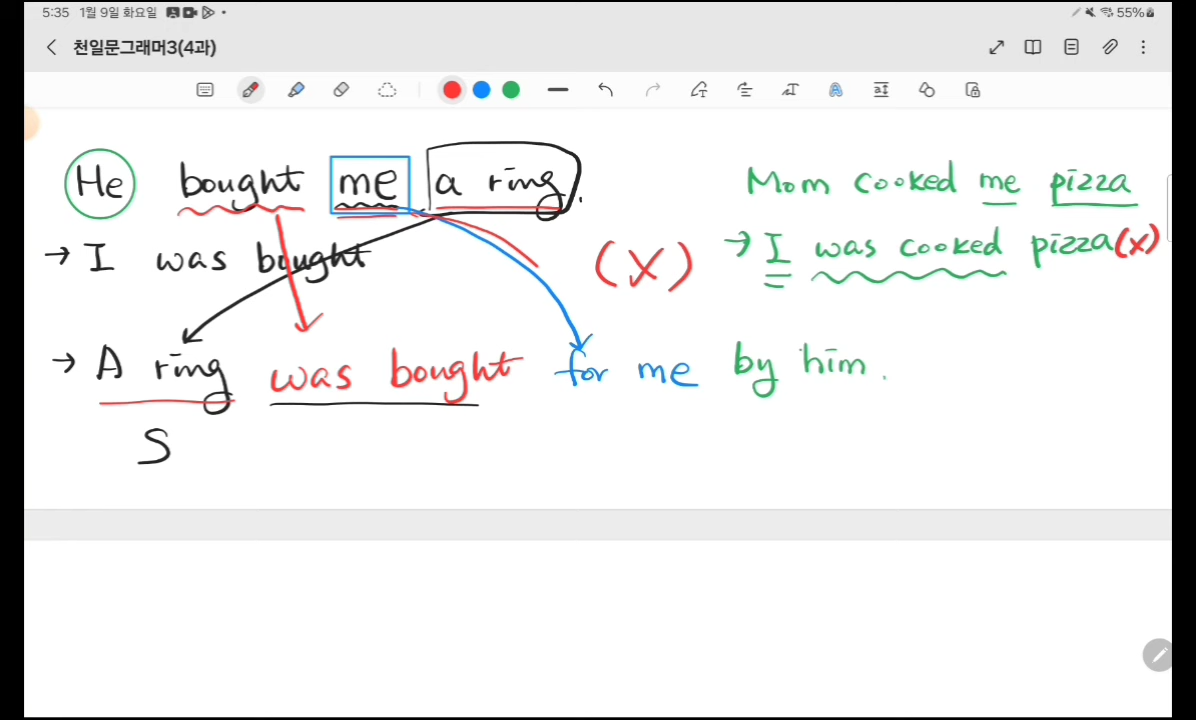 5:35 1월 9일 화요일 55%
천일문그래머3(4과)
He bought me a ring.
→ I was bought (X)
→ A ring was bought for me by him.
S
Mom cooked me pizza
→ I was cooked pizza(x)